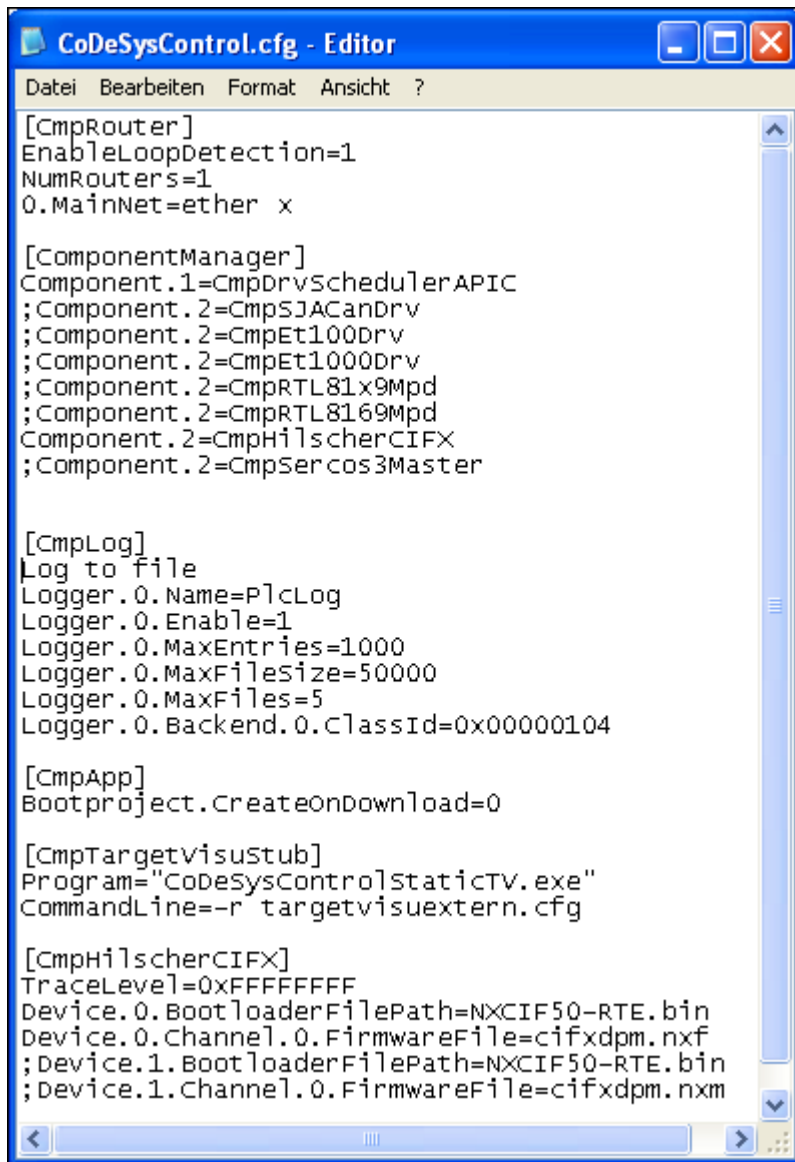 CoDeSysControl.cfg - Editor
Datei Bearbeiten Format Ansicht ?
[CmpRouter]
EnableLoopDetection=1
NumRouters=1
0.MainNet=ether x
[ComponentManager]
Component.1=CmpDrvSchedulerAPIC
;Component.2=CmpSJACanDrv
;Component.2=CmpEt100Drv
;Component.2=CmpEt1000Drv
;Component.2=CmpRTL81x9Mpd
;Component.2=CmpRTL8169Mpd
Component.2=CmpHilscherCIFX
;Component.2=CmpSercos3Master
[CmpLog]
Log to file
Logger.0.Name=PlcLog
Logger.0.Enable=1
Logger.0.MaxEntries=1000
Logger.0.MaxFileSize=50000
Logger.0.MaxFiles=5
Logger.0.Backend.0.ClassId=0x00000104
[CmpApp]
Bootproject.CreateOnDownload=0
[CmpTargetVisuStub]
Program="CoDeSysControlStaticTV.exe"
CommandLine=-r targetvisuextern.cfg
[CmpHilscherCIFX]
TraceLevel=0xFFFFFFFF
Device.0.BootloaderFilePath=NXCIF50-RTE.bin
Device.0.Channel.0.FirmwareFile=cifxdpm.nxf
;Device.1.BootloaderFilePath=NXCIF50-RTE.bin
;Device.1.Channel.0.FirmwareFile=cifxdpm.nxm